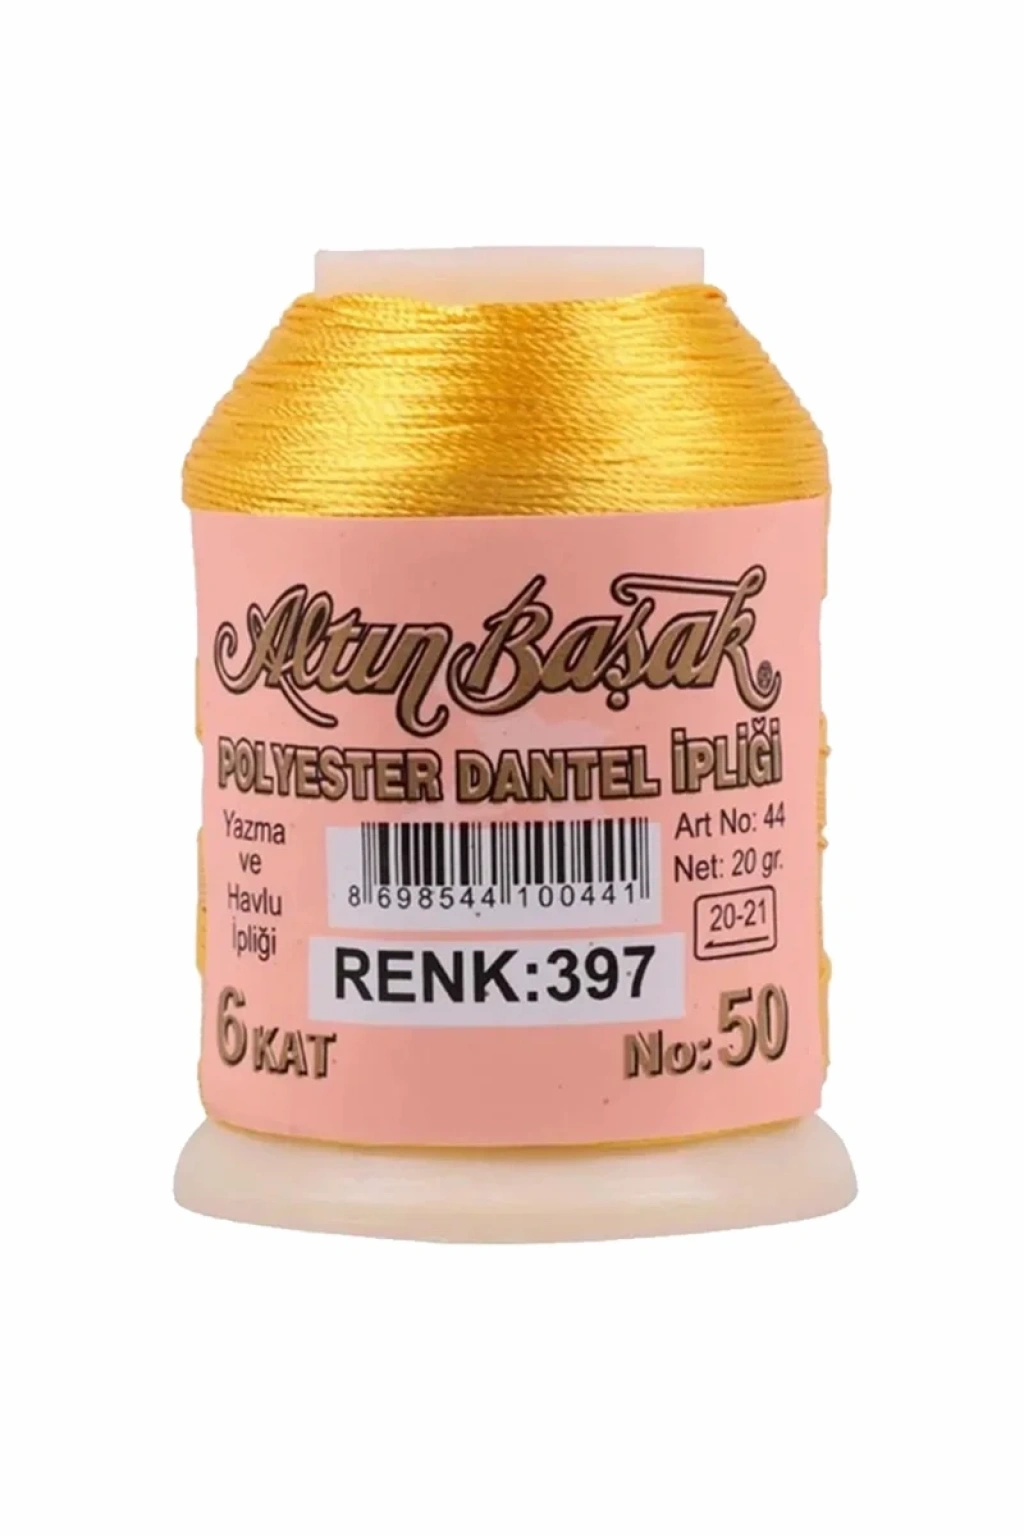 Altın Başak
POLYESTER DANTEL İPLİĞİ
Yazma
ve
Havlu
İpliği
8 698544 100441
Art No: 44
Net: 20 gr.
20-21
RENK:397
6 KAT
No: 50